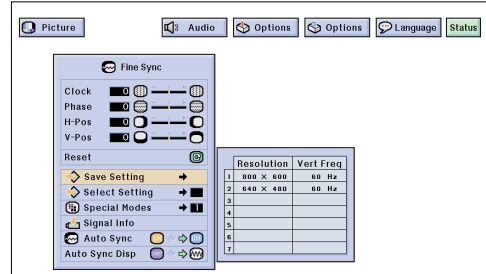 Picture Audio Options Options Language Status
Fine Sync
Clock 0
Phase 0
H-Pos 0
V-Pos 0
Reset
Save Setting
Select Setting
Special Modes 1
Signal Info
Auto Sync
Auto Sync Disp
Resolution Vert Freq
1 800 × 600 60 Hz
2 640 × 480 60 Hz
3
4
5
6
7